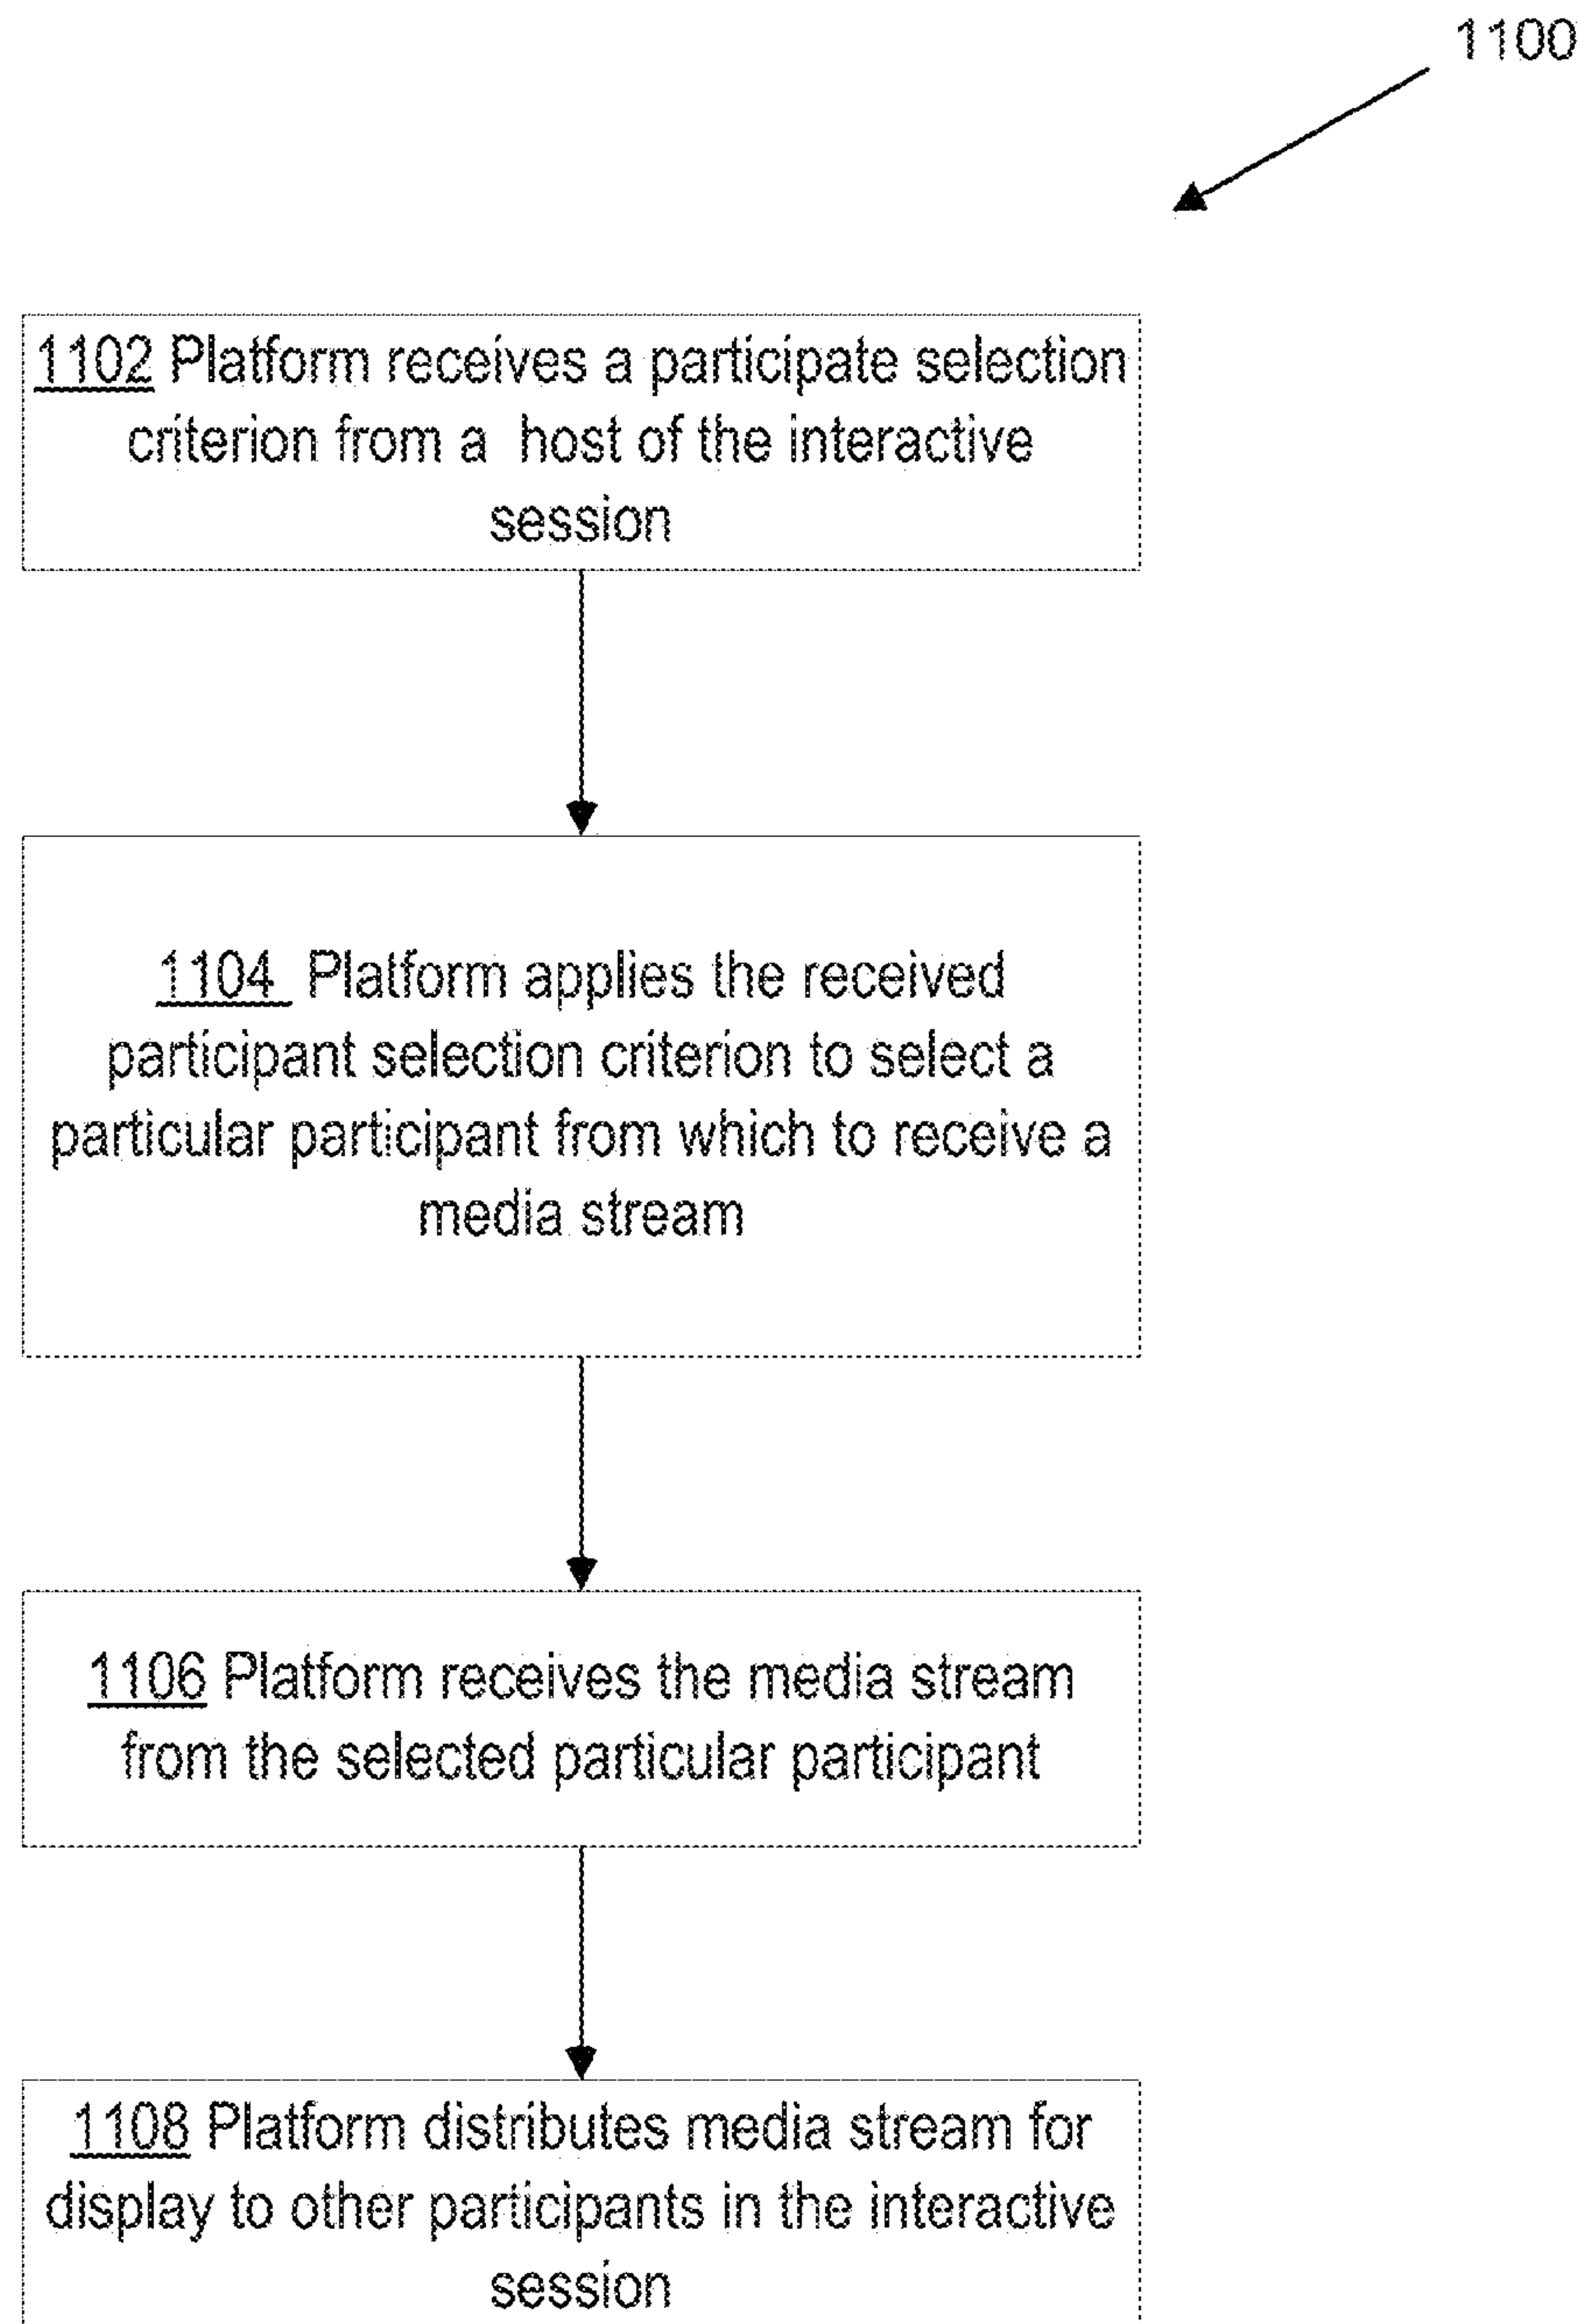 1100
1102 Platform receives a participate selection
criterion from a host of the interactive
session
1104 Platform applies the received
participant selection criterion to select a
particular participant from which to receive a
media stream
1106 Platform receives the media stream
from the selected particular participant
1108 Platform distributes media stream for
display to other participants in the interactive
session